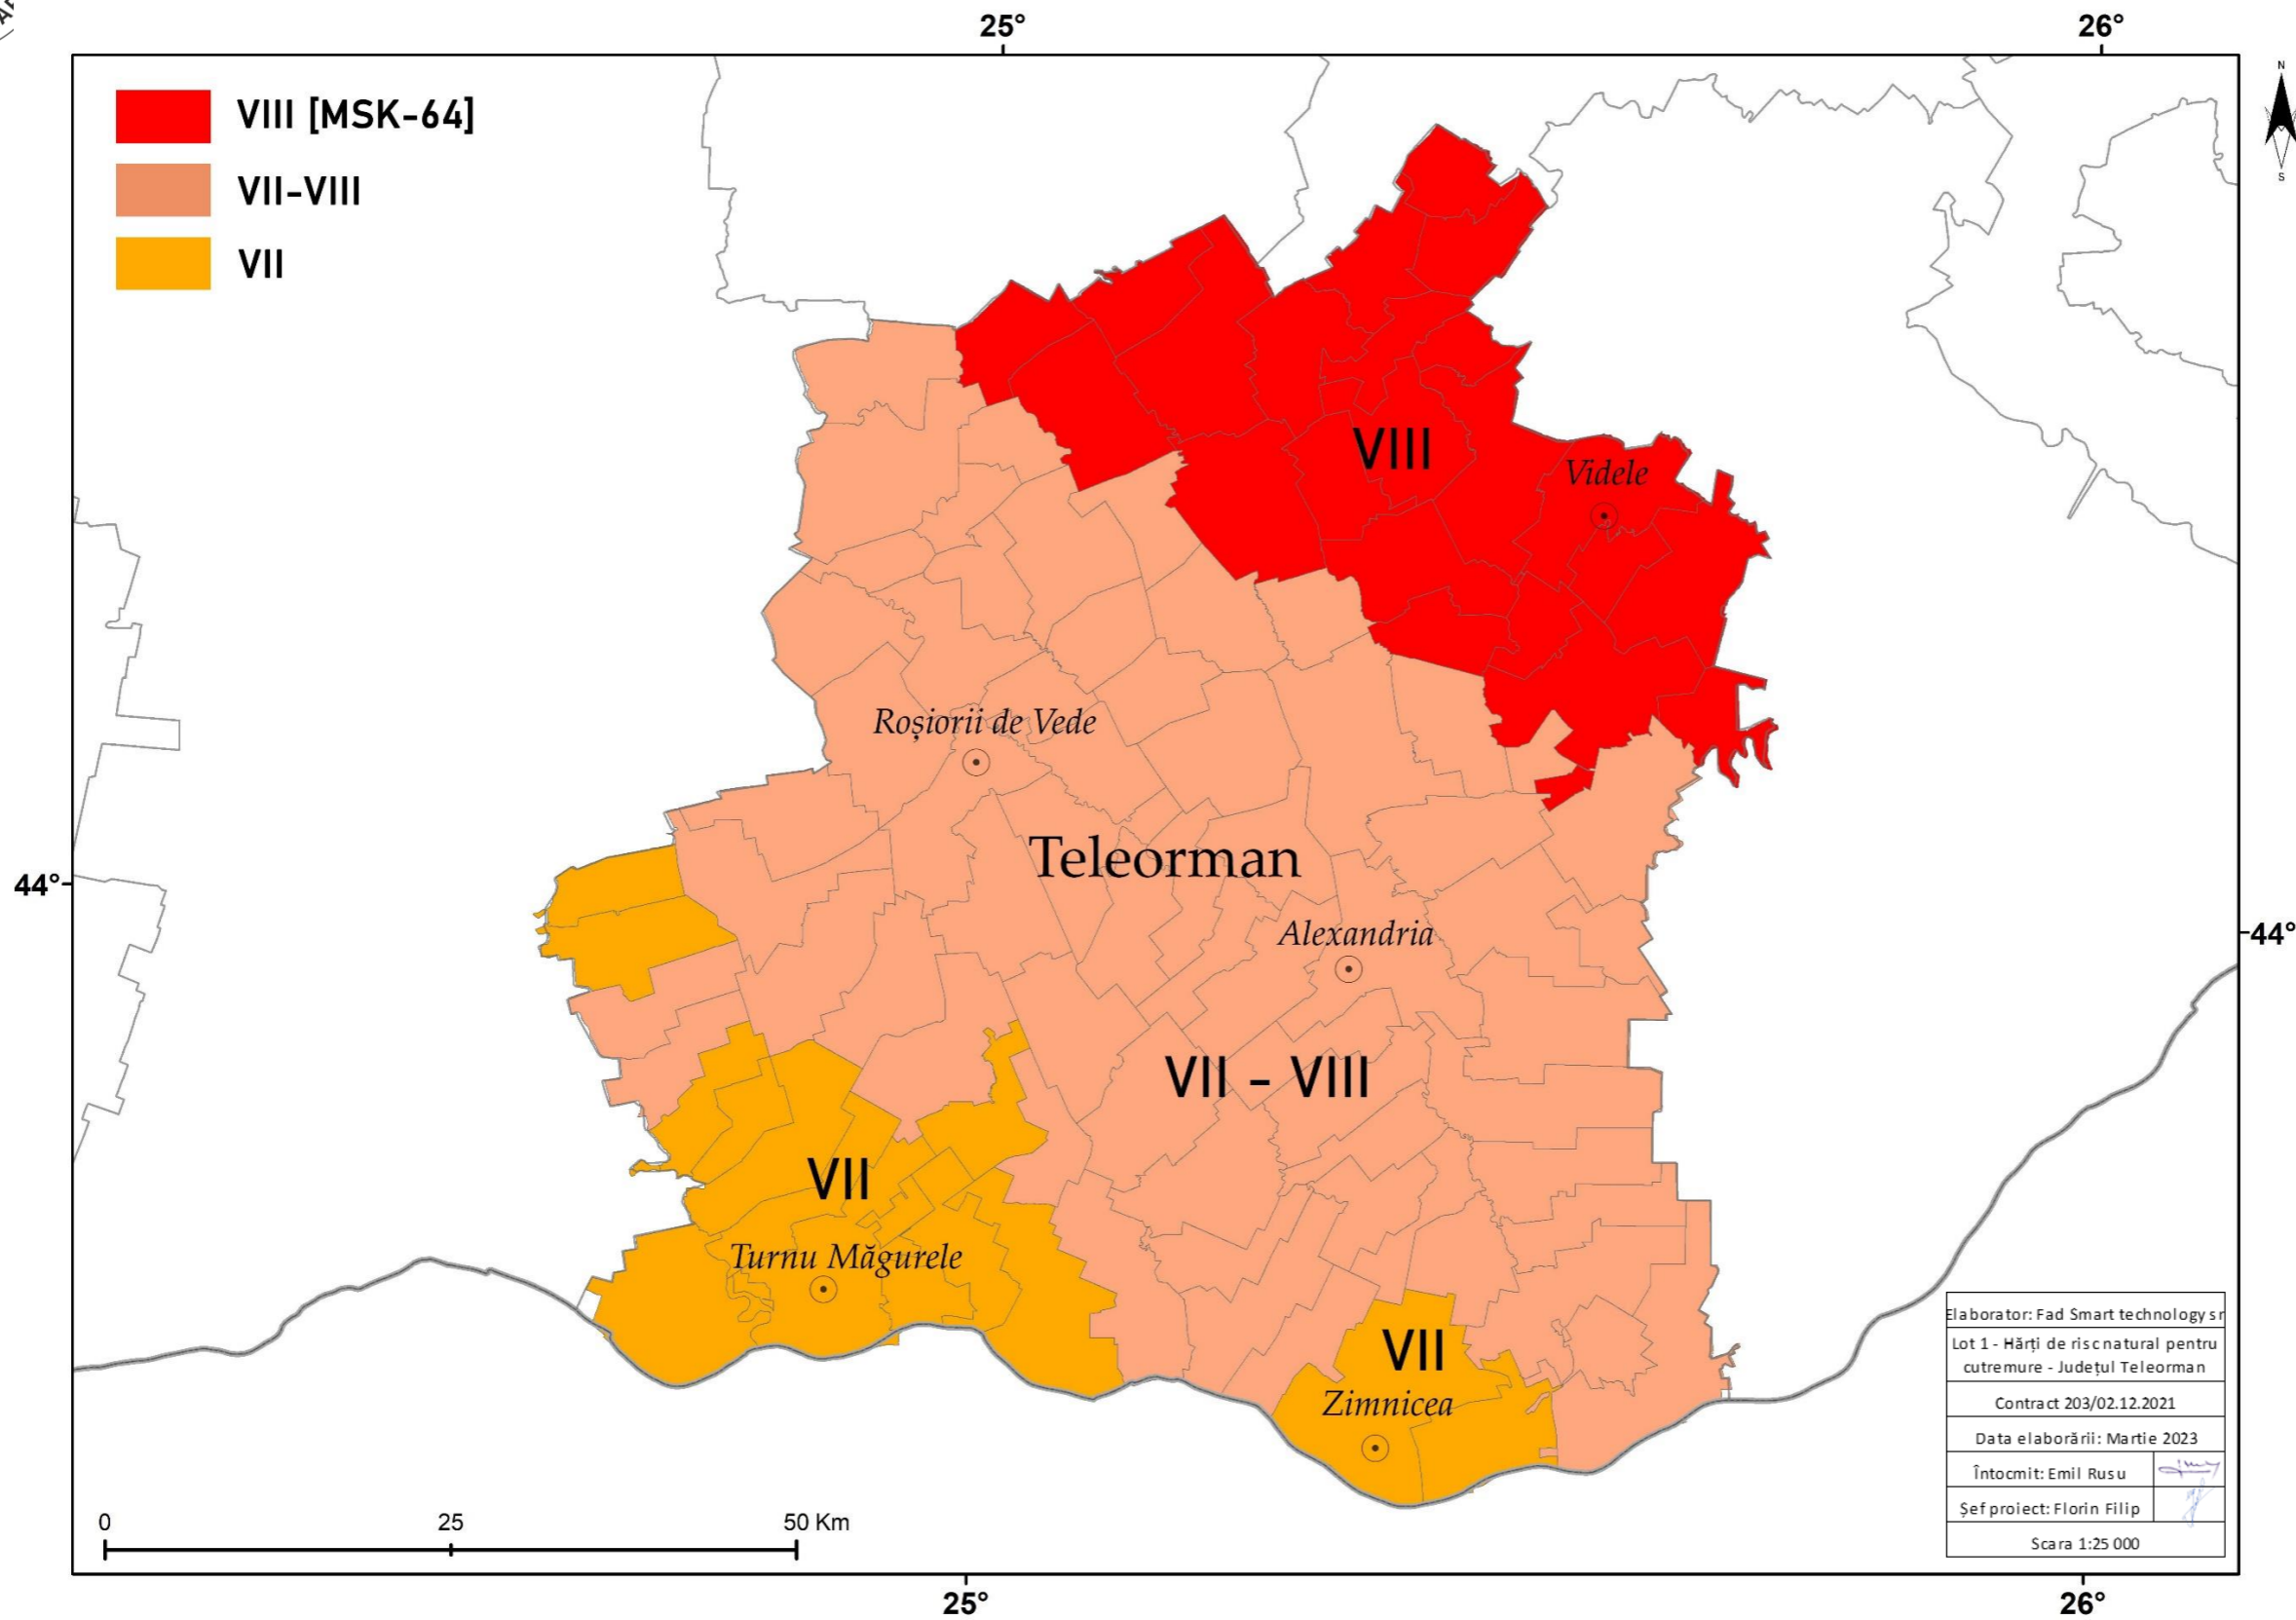 25°
26°
N
S
VIII [MSK-64]
VII-VIII
VII
VIII
Videle
Roșiorii de Vede
Teleorman
44°
Alexandria
44°
VII - VIII
VII
Turnu Măgurele
VII
Zimnicea
Elaborator: Fad Smart technology sr
Lot 1 - Hărți de risc natural pentru
cutremure - Județul Teleorman
Contract 203/02.12.2021
Data elaborării: Martie 2023
Întocmit: Emil Rusu
Șef proiect: Florin Filip
Scara 1:25 000
0 25 50 Km
25°
26°